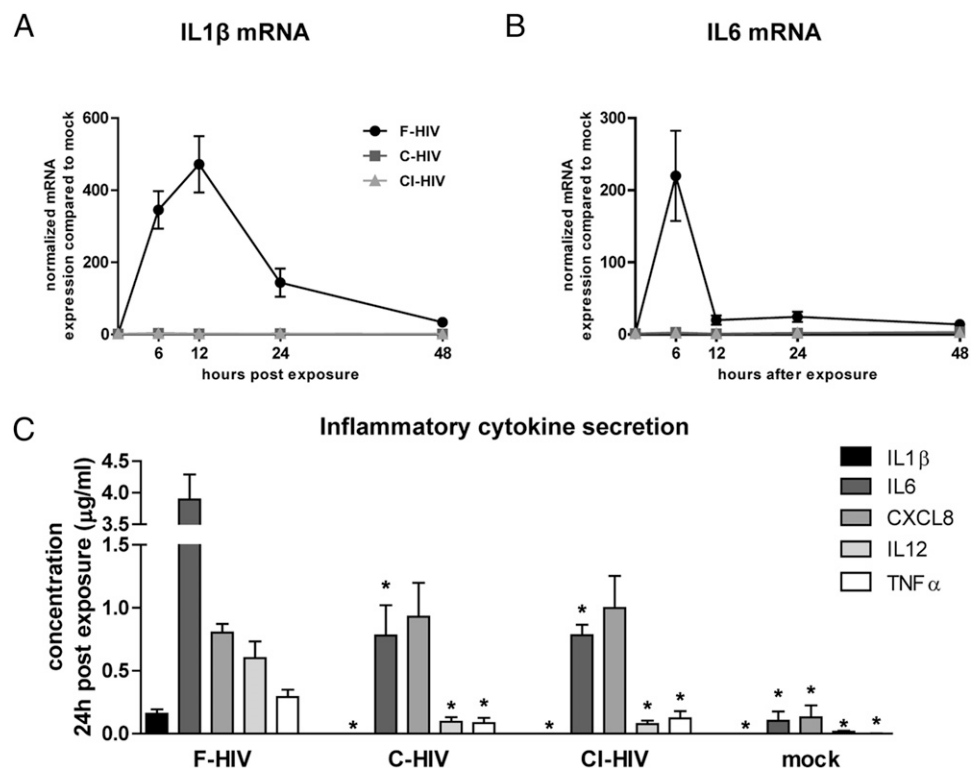 A
IL1β mRNA
normalized mRNA
expression compared to mock
600
400
200
0
6
12
24
48
hours post exposure
F-HIV
C-HIV
CI-HIV
B
IL6 mRNA
normalized mRNA
expression compared to mock
300
200
100
0
6
12
24
48
hours after exposure
C
Inflammatory cytokine secretion
concentration
24h post exposure (μg/ml)
4.5
4.0
3.5
1.5
1.0
0.5
0.0
* * * *
* * * *
* * * * *
F-HIV
C-HIV
CI-HIV
mock
IL1β
IL6
CXCL8
IL12
TNFα